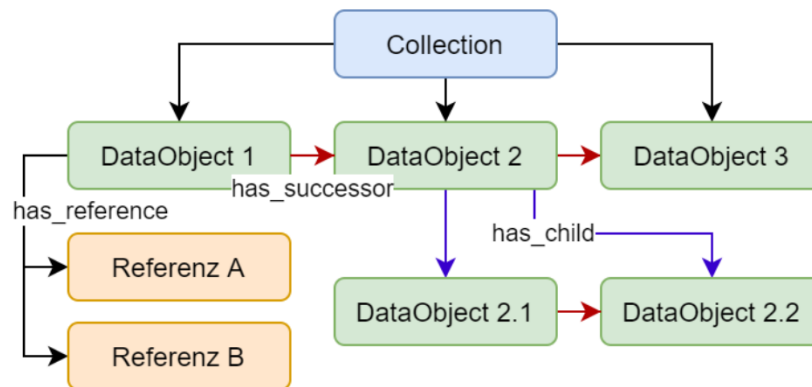 Collection
DataObject 1
DataObject 2
DataObject 3
has_successor
has_reference
has_child
Referenz A
DataObject 2.1
DataObject 2.2
Referenz B